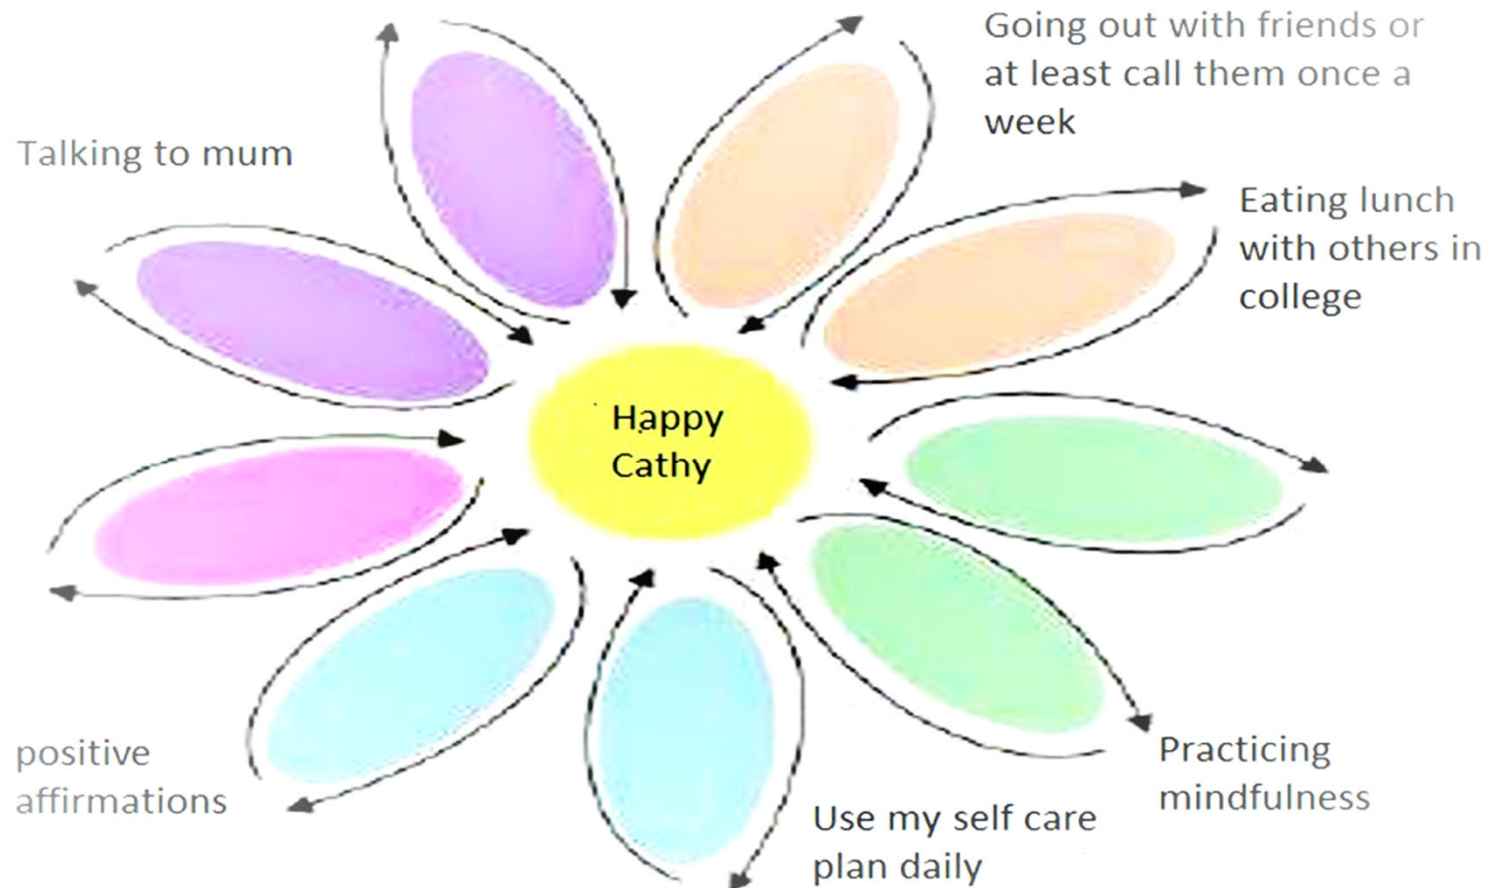 Going out with friends or
at least call them once a
week
Talking to mum
Eating lunch
with others in
college
Happy
Cathy
positive
affirmations
Practicing
mindfulness
Use my self care
plan daily